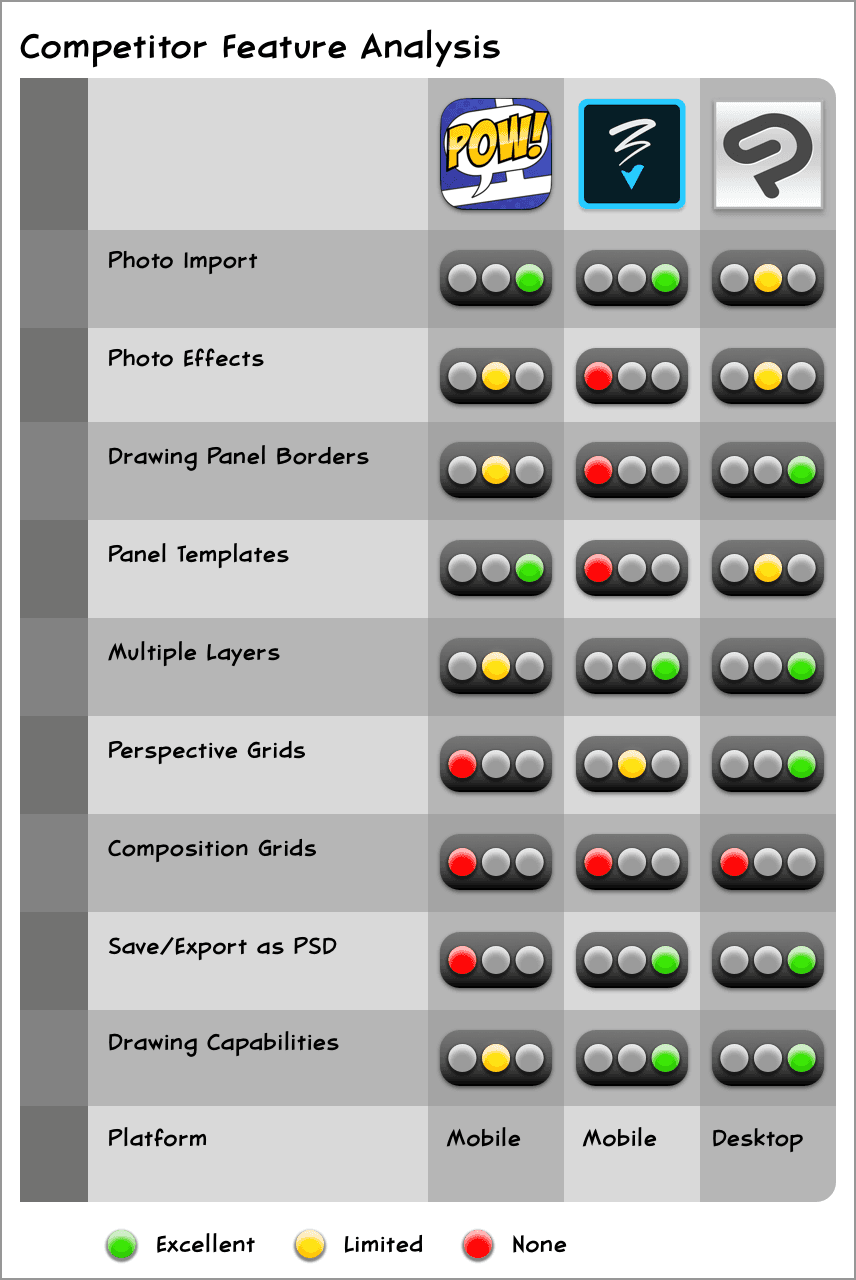 Competitor Feature Analysis
POW!
Photo Import
Photo Effects
Drawing Panel Borders
Panel Templates
Multiple Layers
Perspective Grids
Composition Grids
Save/Export as PSD
Drawing Capabilities
Platform Mobile Mobile Desktop
Excellent Limited None